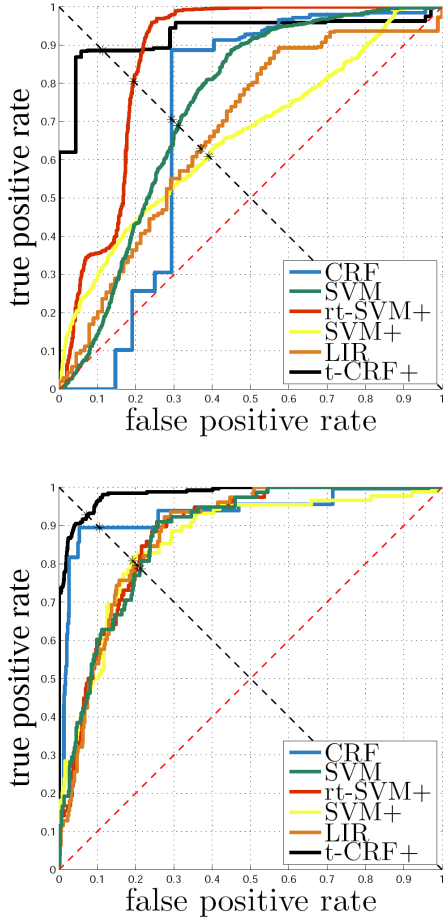 true positive rate
1
0.9
0.8
0.7
0.6
0.5
0.4
0.3
0.2
0.1
0
0 0.1 0.2 0.3 0.4 0.5 0.6 0.7 0.8 0.9 1
false positive rate
CRF
SVM
rt-SVM+
SVM+
LIR
t-CRF+
true positive rate
1
0.9
0.8
0.7
0.6
0.5
0.4
0.3
0.2
0.1
0
0 0.1 0.2 0.3 0.4 0.5 0.6 0.7 0.8 0.9 1
false positive rate
CRF
SVM
rt-SVM+
SVM+
LIR
t-CRF+